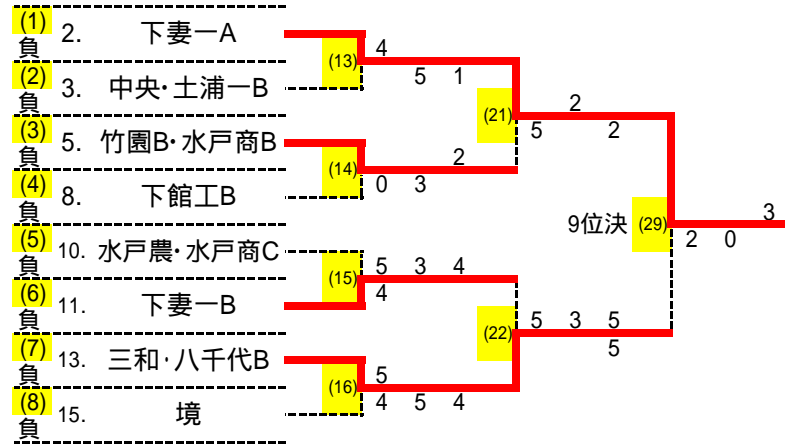 (1)
負 2. 下妻一A
(2)
負 3. 中央・土浦一B
(3)
負 5. 竹園B・水戸商B
(4)
負 8. 下館工B
(5)
負 10. 水戸農・水戸商C
(6)
負 11. 下妻一B
(7)
負 13. 三和・八千代B
(8)
負 15. 境
(13) 4
5 1
(14) 2
0 3
(15) 5 3 4
4
(16) 5
4 5 4
(21) 2
5 2
(22) 5 3 5
5
9位決 (29) 3
2 0